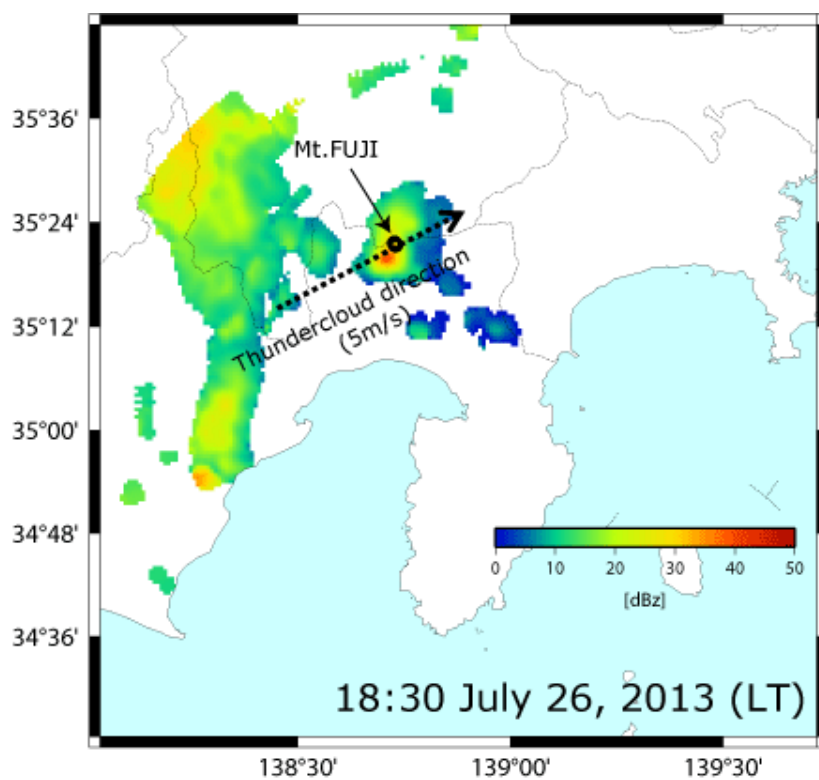 35°36'
Mt.FUJI
35°24'
Thundercloud direction
(5m/s)
35°12'
35°00'
34°48'
0 10 20 30 40 50
[dBz]
34°36'
18:30 July 26, 2013 (LT)
138°30' 139°00' 139°30'